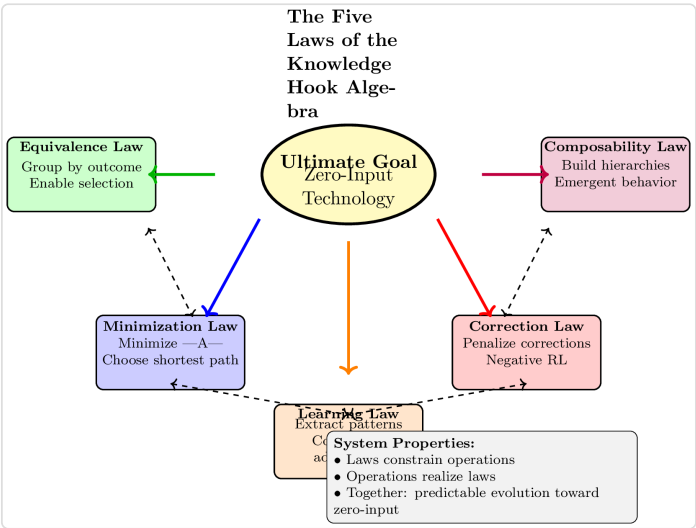 The Five
Laws of the
Knowledge
Hook Alge-
bra
Ultimate Goal
Zero-Input
Technology
Equivalence Law
Group by outcome
Enable selection
Composability Law
Build hierarchies
Emergent behavior
Minimization Law
Minimize —A—
Choose shortest path
Correction Law
Penalize corrections
Negative RL
Learning Law
Extract patterns
System Properties:
• Laws constrain operations
• Operations realize laws
• Together: predictable evolution toward
zero-input